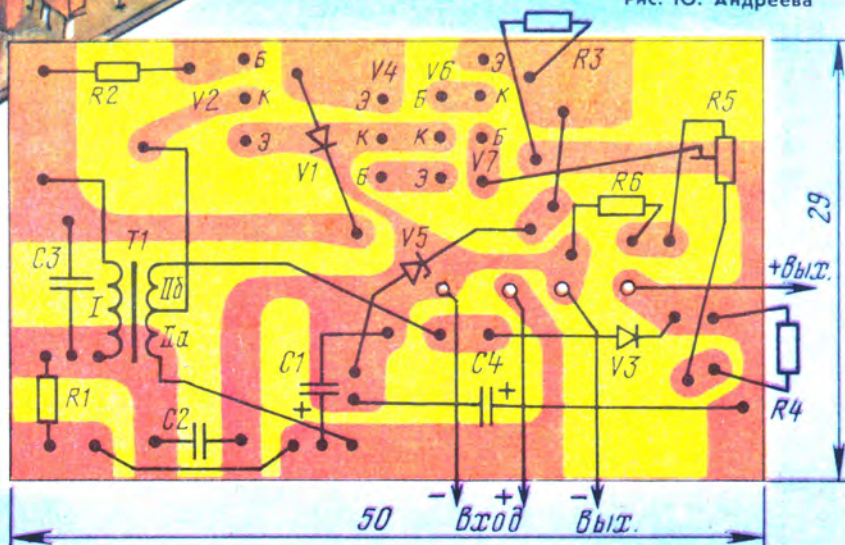 Рис. Ю. Андреева
R2
Б
V4
V6
Э
R3
V2
К
Э
Б
К
R5
Э
V1
К
К
Б
V7
Б
Э
R6
29
C3
T1
I
IIб
IIа
V5
+Вых.
C1
C4
V3
R1
C2
+
+
R4
- + -
50
Вход
Вых.